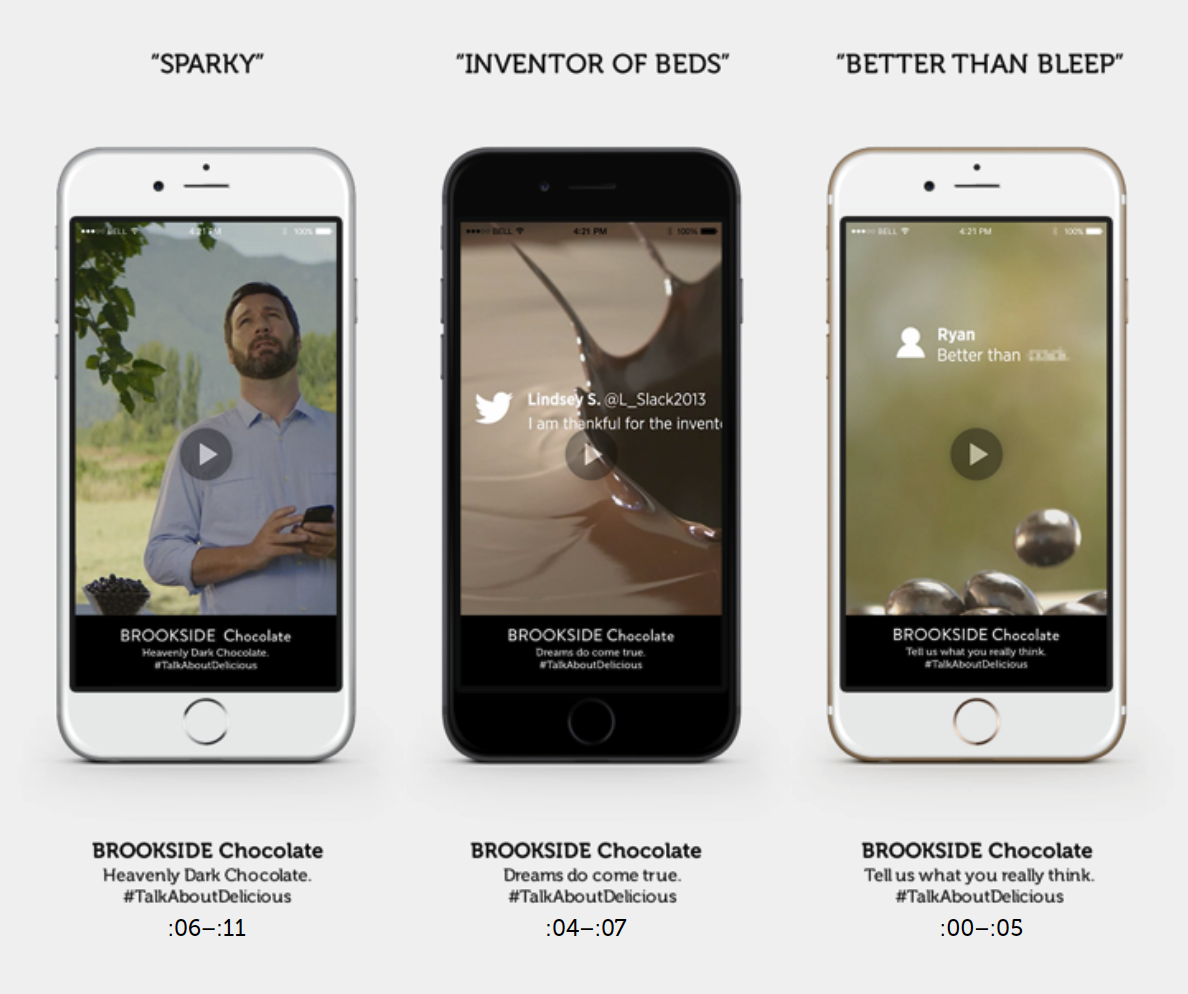 “SPARKY”
“INVENTOR OF BEDS”
“BETTER THAN BLEEP”
BELL 4:21 PM 100%
BROOKSIDE Chocolate
Heavenly Dark Chocolate.
#TalkAboutDelicious
BELL 4:21 PM 100%
Lindsey S. @L_Slack2013
I am thankful for the invent
BROOKSIDE Chocolate
Dreams do come true.
#TalkAboutDelicious
BELL 4:21 PM 100%
Ryan
Better than
BROOKSIDE Chocolate
Tell us what you really think.
#TalkAboutDelicious
BROOKSIDE Chocolate
Heavenly Dark Chocolate.
#TalkAboutDelicious
:06–:11
BROOKSIDE Chocolate
Dreams do come true.
#TalkAboutDelicious
:04–:07
BROOKSIDE Chocolate
Tell us what you really think.
#TalkAboutDelicious
:00–:05